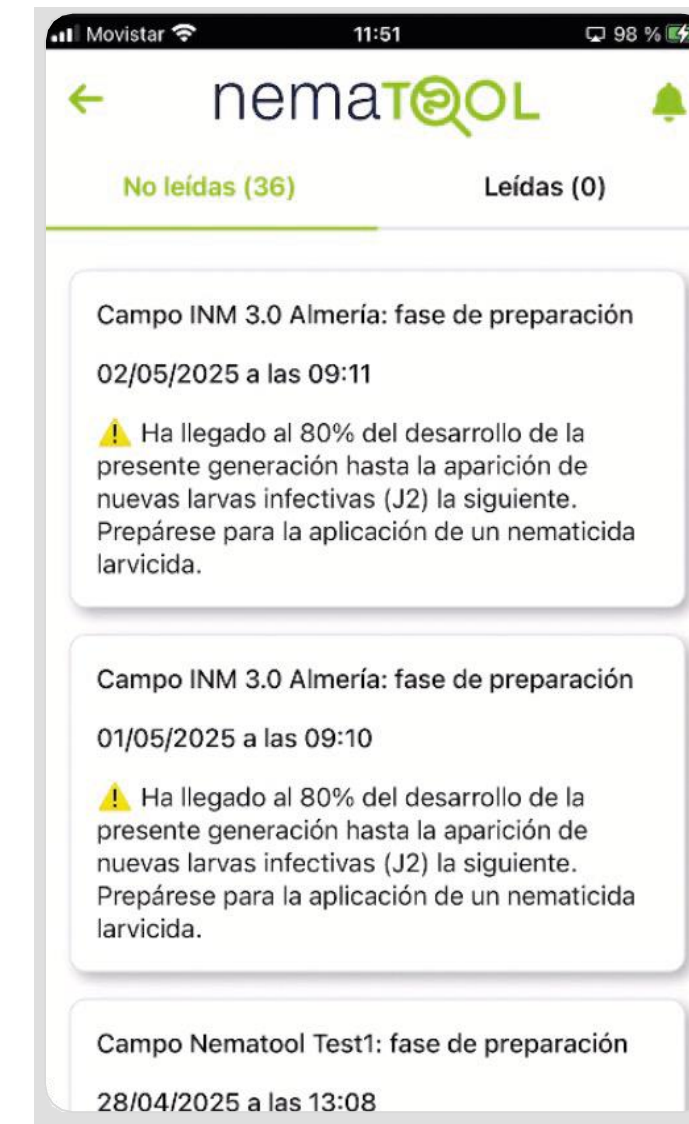 Movistar 11:51 98 %
nemaTOOL
No leídas (36) Leídas (0)
Campo INM 3.0 Almería: fase de preparación
02/05/2025 a las 09:11
⚠️ Ha llegado al 80% del desarrollo de la
presente generación hasta la aparición de
nuevas larvas infectivas (J2) la siguiente.
Prepárese para la aplicación de un nematicida
larvicida.
Campo INM 3.0 Almería: fase de preparación
01/05/2025 a las 09:10
⚠️ Ha llegado al 80% del desarrollo de la
presente generación hasta la aparición de
nuevas larvas infectivas (J2) la siguiente.
Prepárese para la aplicación de un nematicida
larvicida.
Campo Nematool Test1: fase de preparación
28/04/2025 a las 13:08